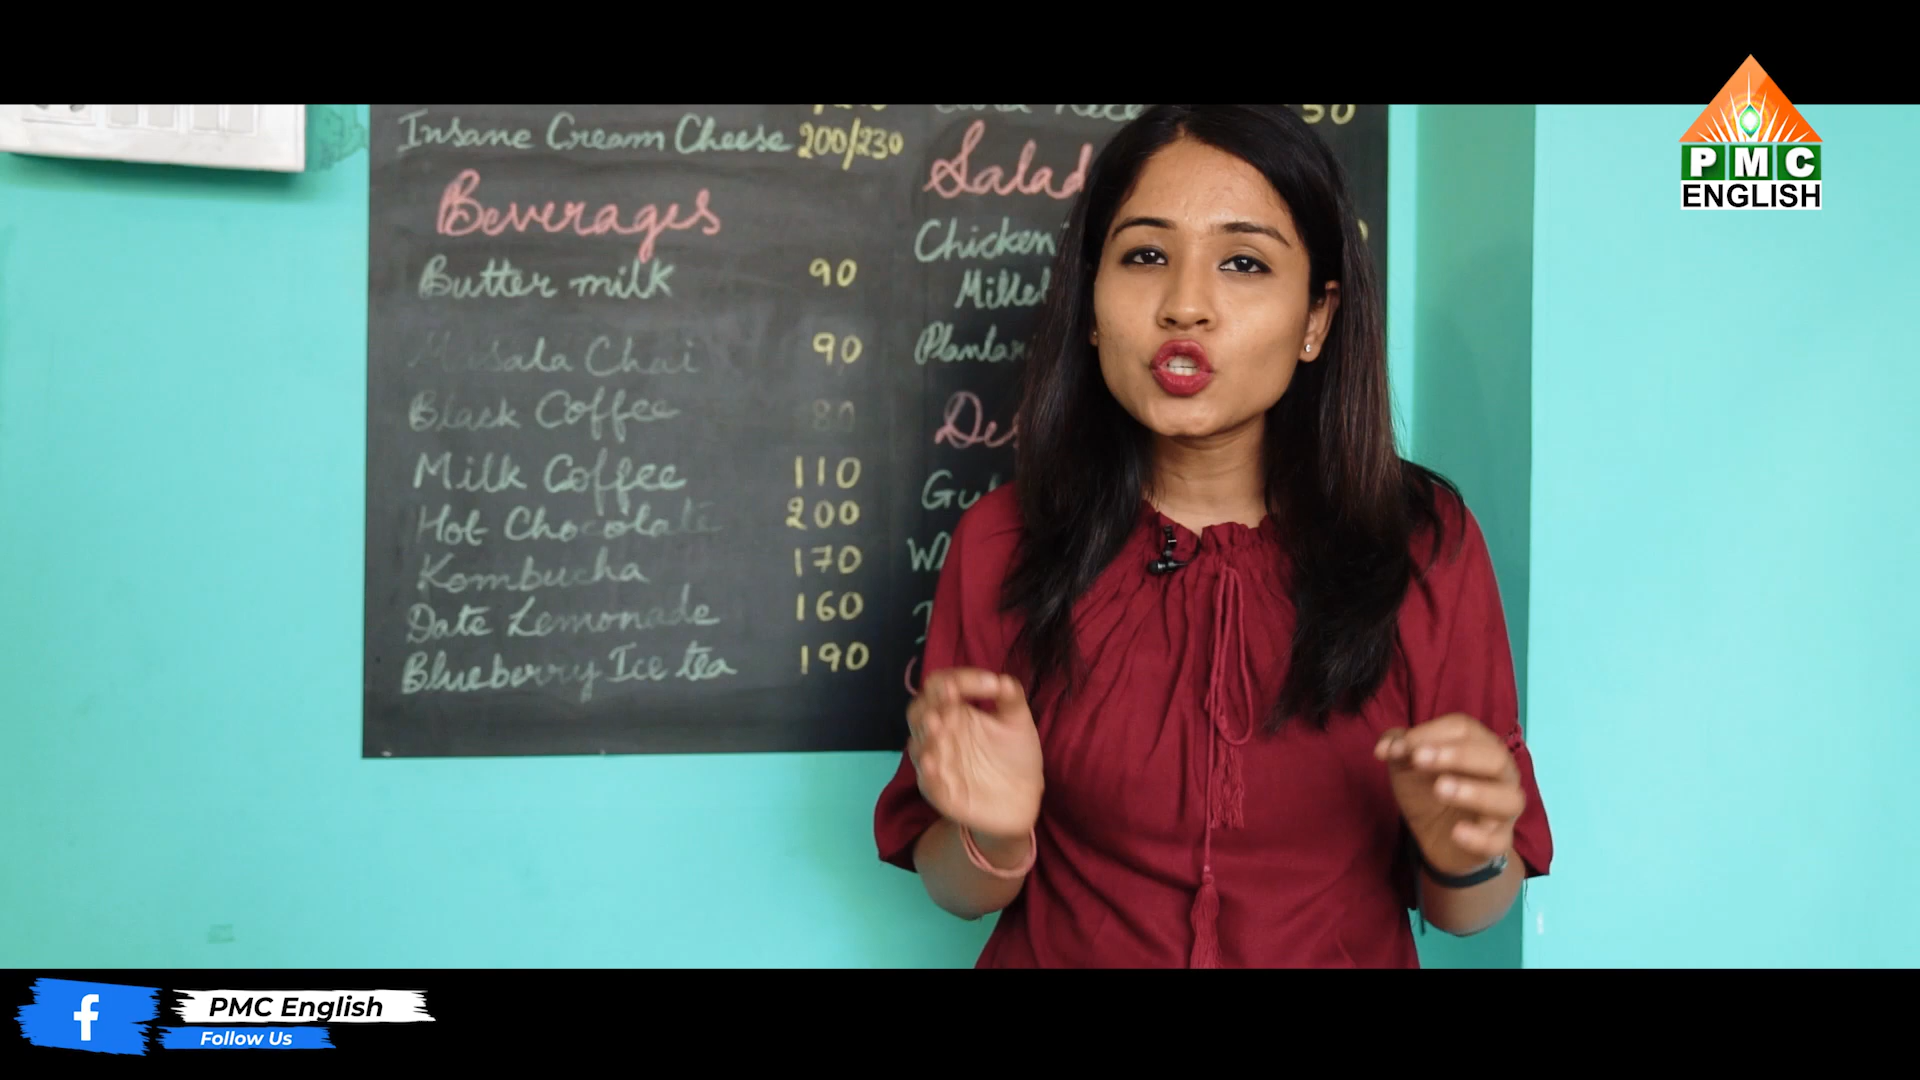 Insane Cream Cheese 200/230
Beverages
Butter milk 90
Masala Chai 90
Black Coffee 80
Milk Coffee 110
Hot Chocolate 200
Kombucha 170
Date Lemonade 160
Blueberry Ice tea 190
50
Salad
Chicken
Millet
PMC
ENGLISH
PMC English
Follow Us